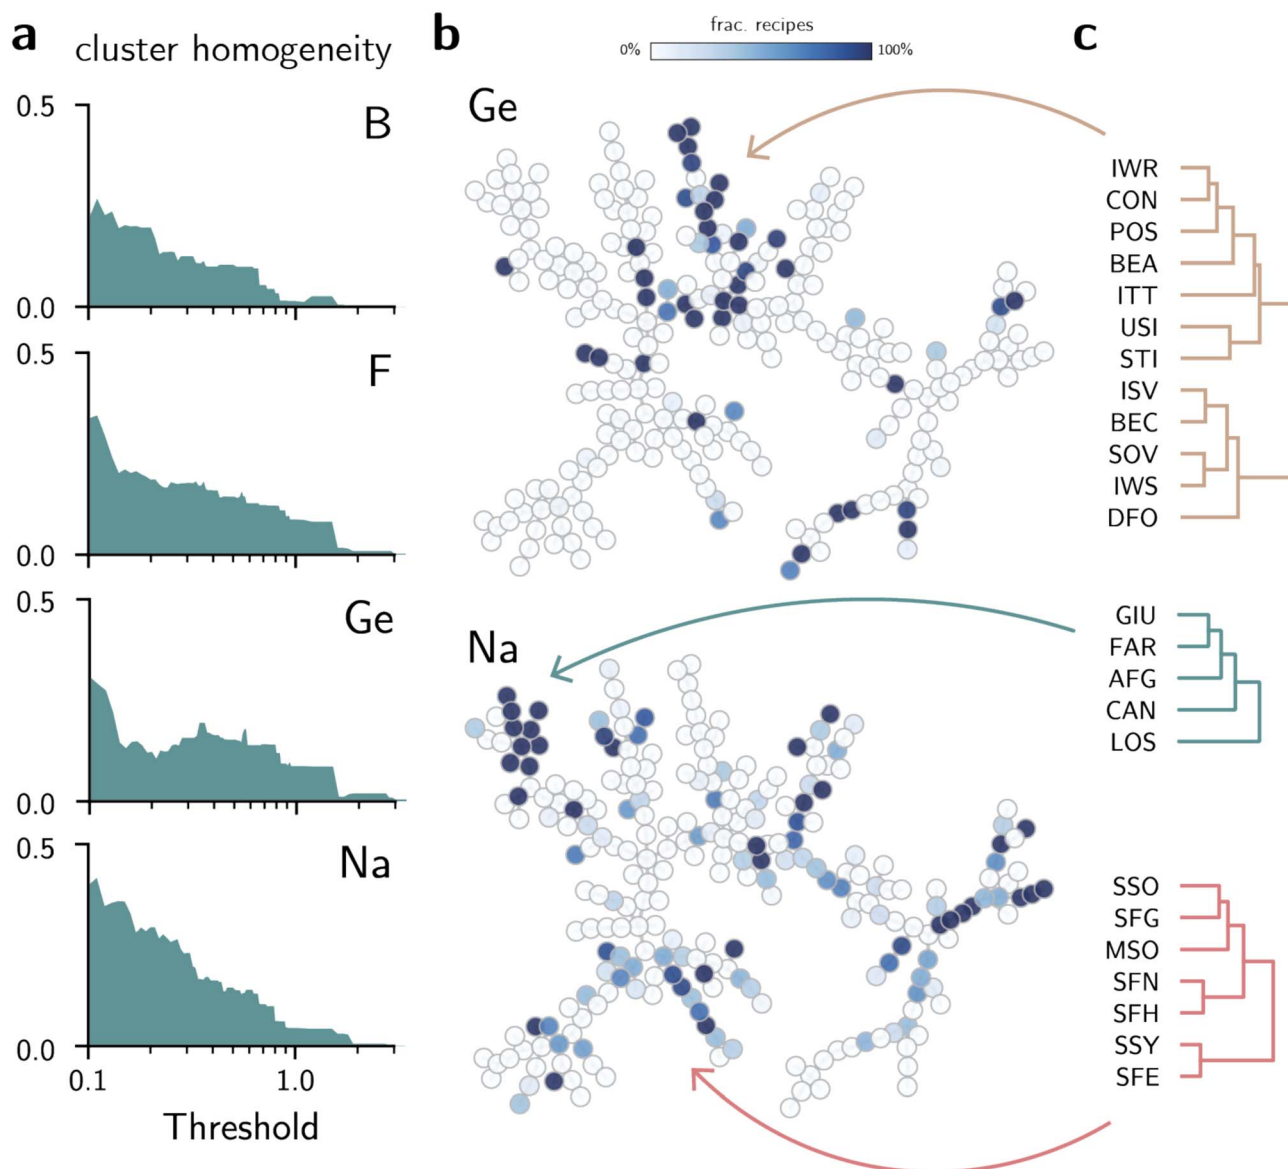 a
cluster homogeneity
0.5
B
0.0
0.5
F
0.0
0.5
Ge
0.0
0.5
Na
0.0
0.1
1.0
Threshold
b
frac. recipes
0%
100%
Ge
Na
c
IWR
CON
POS
BEA
ITT
USI
STI
ISV
BEC
SOV
IWS
DFO
GIU
FAR
AFG
CAN
LOS
SSO
SFG
MSO
SFN
SFH
SSY
SFE